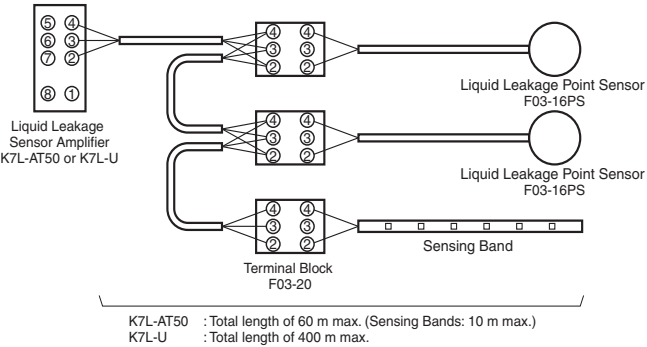 ⑤ ④
⑥ ③
⑦ ②
⑧ ①
Liquid Leakage
Sensor Amplifier
K7L-AT50 or K7L-U
④ ④
③ ③
② ②
Liquid Leakage Point Sensor
F03-16PS
④ ④
③ ③
② ②
Liquid Leakage Point Sensor
F03-16PS
④ ④
③ ③
② ②
Sensing Band
Terminal Block
F03-20
K7L-AT50 : Total length of 60 m max. (Sensing Bands: 10 m max.)
K7L-U : Total length of 400 m max.